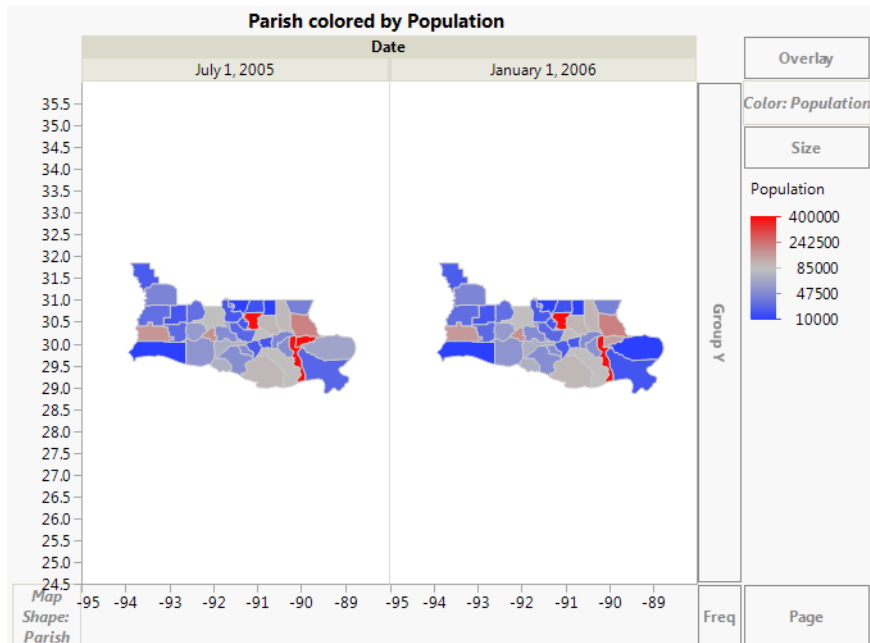 Parish colored by Population
Date
July 1, 2005 January 1, 2006
Overlay
Color: Population
Size
Population
400000
242500
85000
47500
10000
35.5
35.0
34.5
34.0
33.5
33.0
32.5
32.0
31.5
31.0
30.5
30.0
29.5
29.0
28.5
28.0
27.5
27.0
26.5
26.0
25.5
25.0
24.5
Group Y
-95 -94 -93 -92 -91 -90 -89 -95 -94 -93 -92 -91 -90 -89
Map
Shape:
Parish
Freq
Page